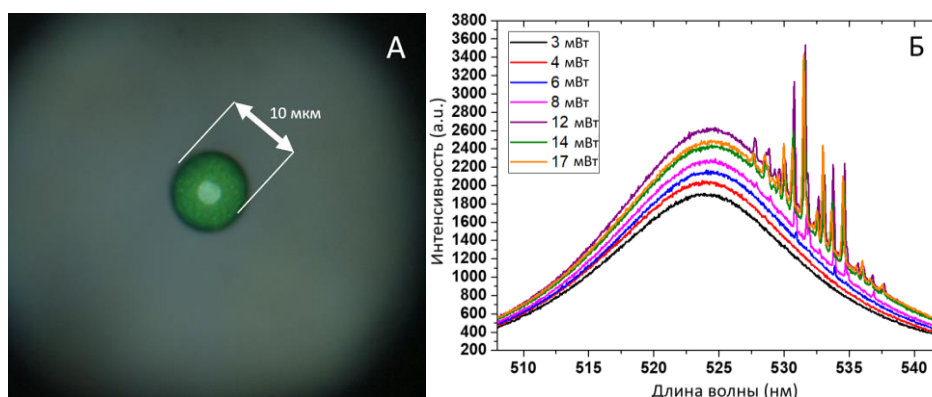 А
10 мкм
Б
Интенсивность (a.u.)
3800
3600
3400
3200
3000
2800
2600
2400
2200
2000
1800
1600
1400
1200
1000
800
600
400
200
3 мВт
4 мВт
6 мВт
8 мВт
12 мВт
14 мВт
17 мВт
510 515 520 525 530 535 540
Длина волны (нм)